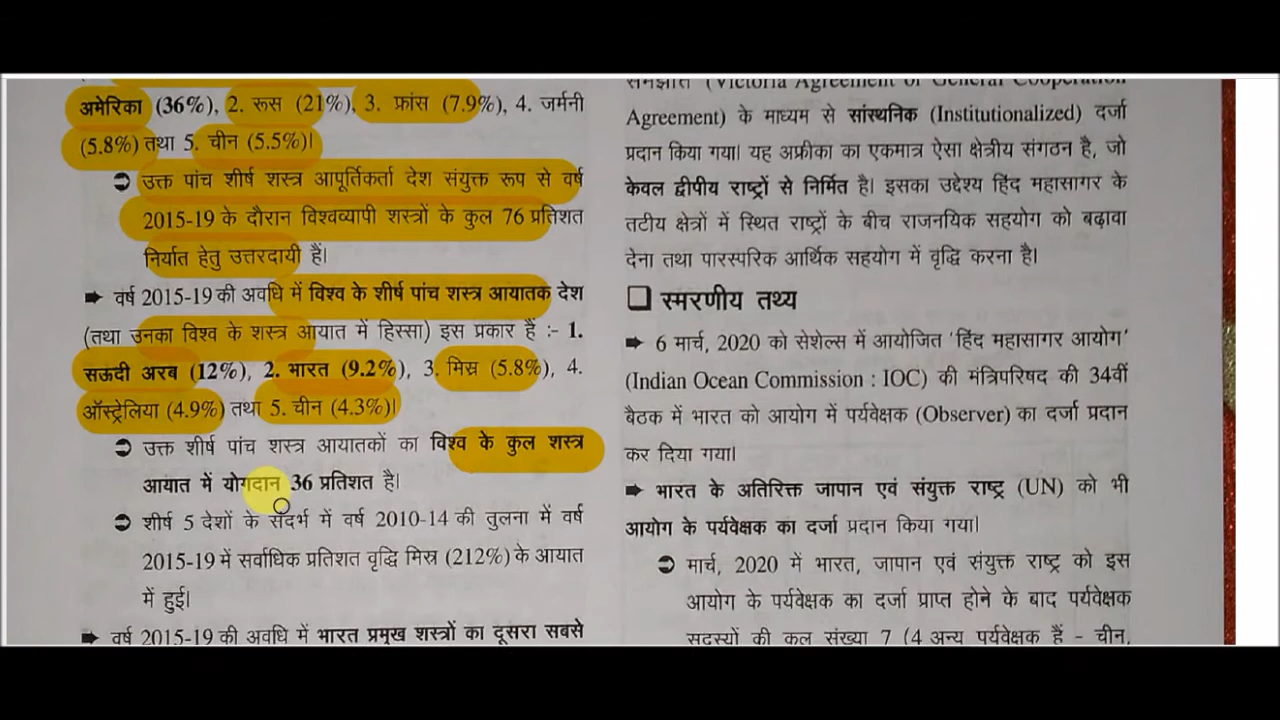 अमेरिका (36%), 2. रूस (21%), 3. फ्रांस (7.9%), 4. जर्मनी
(5.8%) तथा 5. चीन (5.5%)।
➲ उक्त पांच शीर्ष शस्त्र आपूर्तिकर्ता देश संयुक्त रूप से वर्ष
2015-19 के दौरान विश्वव्यापी शस्त्रों के कुल 76 प्रतिशत
निर्यात हेतु उत्तरदायी हैं।
➡ वर्ष 2015-19 की अवधि में विश्व के शीर्ष पांच शस्त्र आयातक देश
(तथा उनका विश्व के शस्त्र आयात में हिस्सा) इस प्रकार हैं :- 1.
सऊदी अरब (12%), 2. भारत (9.2%), 3. मिस्र (5.8%), 4.
ऑस्ट्रेलिया (4.9%) तथा 5. चीन (4.3%)।
➲ उक्त शीर्ष पांच शस्त्र आयातकों का विश्व के कुल शस्त्र
आयात में योगदान 36 प्रतिशत है।
➲ शीर्ष 5 देशों के संदर्भ में वर्ष 2010-14 की तुलना में वर्ष
2015-19 में सर्वाधिक प्रतिशत वृद्धि मिस्र (212%) के आयात
में हुई।
➡ वर्ष 2015-19 की अवधि में भारत प्रमुख शस्त्रों का दूसरा सबसे
समझौते (Victoria Agreement of General Cooperation
Agreement) के माध्यम से सांस्थनिक (Institutionalized) दर्जा
प्रदान किया गया। यह अफ्रीका का एकमात्र ऐसा क्षेत्रीय संगठन है, जो
केवल द्वीपीय राष्ट्रों से निर्मित है। इसका उद्देश्य हिंद महासागर के
तटीय क्षेत्रों में स्थित राष्ट्रों के बीच राजनयिक सहयोग को बढ़ावा
देना तथा पारस्परिक आर्थिक सहयोग में वृद्धि करना है।
❑ स्मरणीय तथ्य
➡ 6 मार्च, 2020 को सेशेल्स में आयोजित 'हिंद महासागर आयोग'
(Indian Ocean Commission : IOC) की मंत्रिपरिषद की 34वीं
बैठक में भारत को आयोग में पर्यवेक्षक (Observer) का दर्जा प्रदान
कर दिया गया।
➡ भारत के अतिरिक्त जापान एवं संयुक्त राष्ट्र (UN) को भी
आयोग के पर्यवेक्षक का दर्जा प्रदान किया गया।
➲ मार्च, 2020 में भारत, जापान एवं संयुक्त राष्ट्र को इस
आयोग के पर्यवेक्षक का दर्जा प्राप्त होने के बाद पर्यवेक्षक
सदस्यों की कुल संख्या 7 (4 अन्य पर्यवेक्षक हैं - चीन,